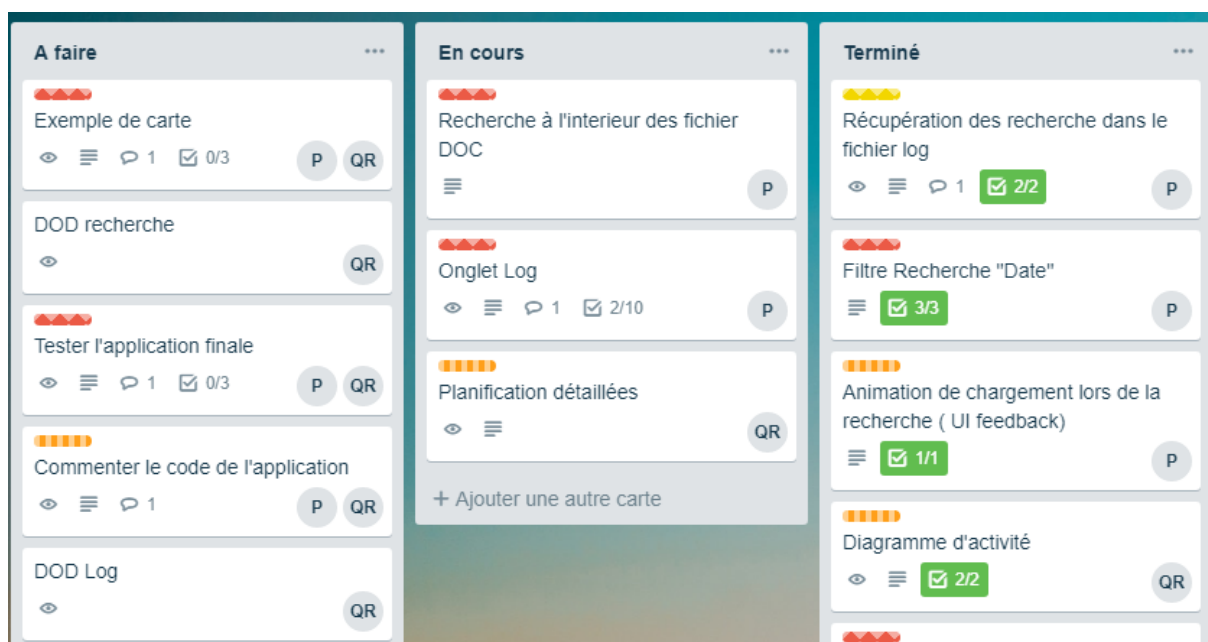 A faire
Exemple de carte
1 0/3 P QR
DOD recherche
QR
Tester l'application finale
1 0/3 P QR
Commenter le code de l'application
1 P QR
DOD Log
QR
En cours
Recherche à l'interieur des fichier
DOC
P
Onglet Log
1 2/10 P
Planification détaillées
QR
+ Ajouter une autre carte
Terminé
Récupération des recherche dans le
fichier log
1 2/2 P
Filtre Recherche "Date"
3/3 P
Animation de chargement lors de la
recherche ( UI feedback)
1/1 P
Diagramme d'activité
2/2 QR